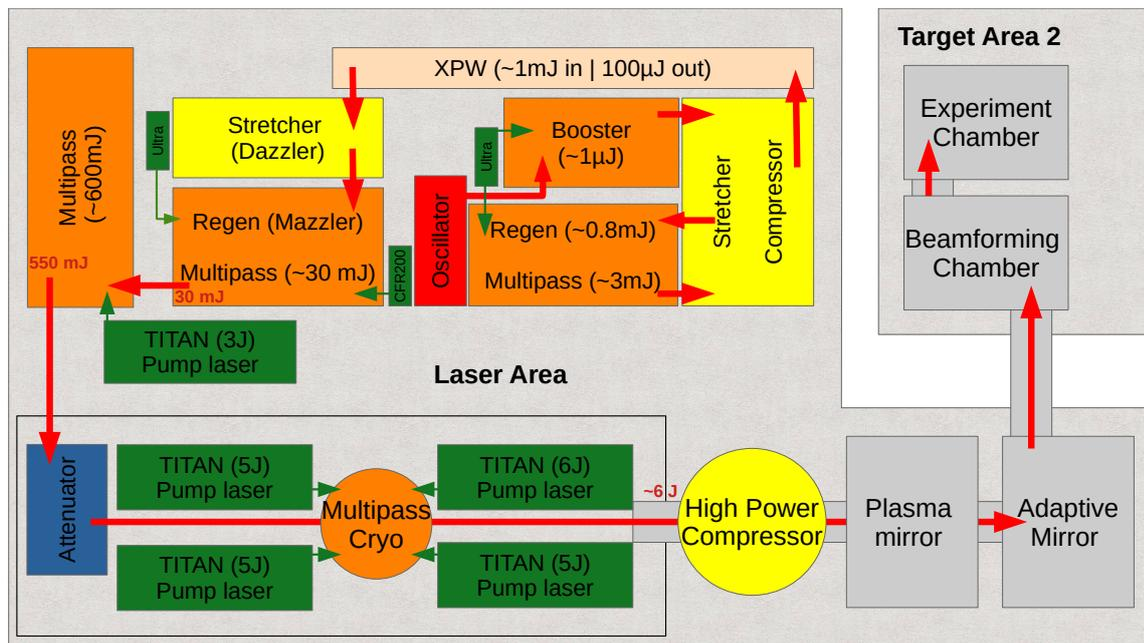 Target Area 2
XPW (~1mJ in | 100µJ out)
Multipass
(~600mJ)
Ultra
Stretcher
(Dazzler)
Ultra
Booster
(~1µJ)
Stretcher
Compressor
Experiment
Chamber
Regen (Mazzler)
Multipass (~30 mJ)
CFR200
Oscillator
Regen (~0.8mJ)
Multipass (~3mJ)
Beamforming
Chamber
550 mJ
30 mJ
TITAN (3J)
Pump laser
Laser Area
Attenuator
TITAN (5J)
Pump laser
TITAN (6J)
Pump laser
Multipass
Cryo
~6 J
High Power
Compressor
Plasma
mirror
Adaptive
Mirror
TITAN (5J)
Pump laser
TITAN (5J)
Pump laser